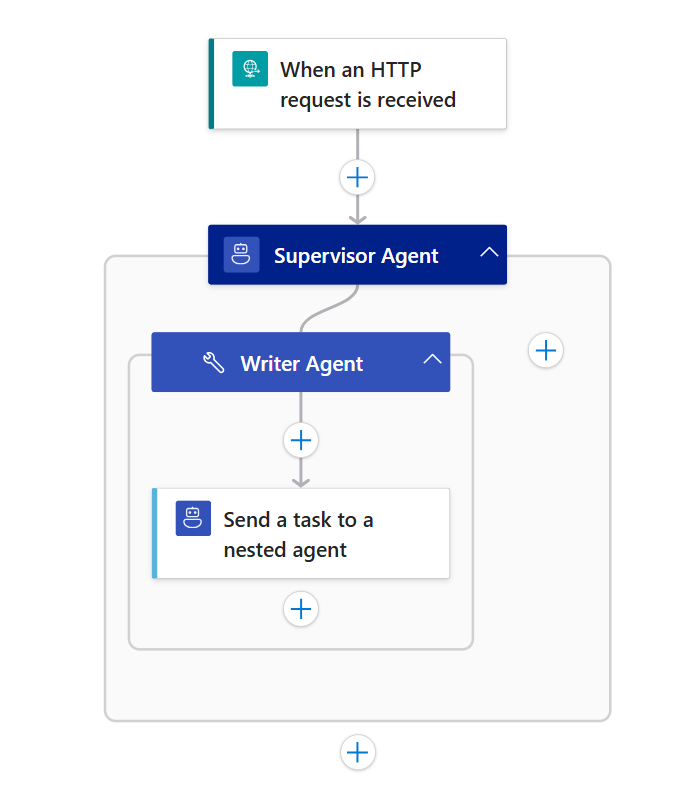 When an HTTP
request is received
Supervisor Agent
Writer Agent
Send a task to a
nested agent